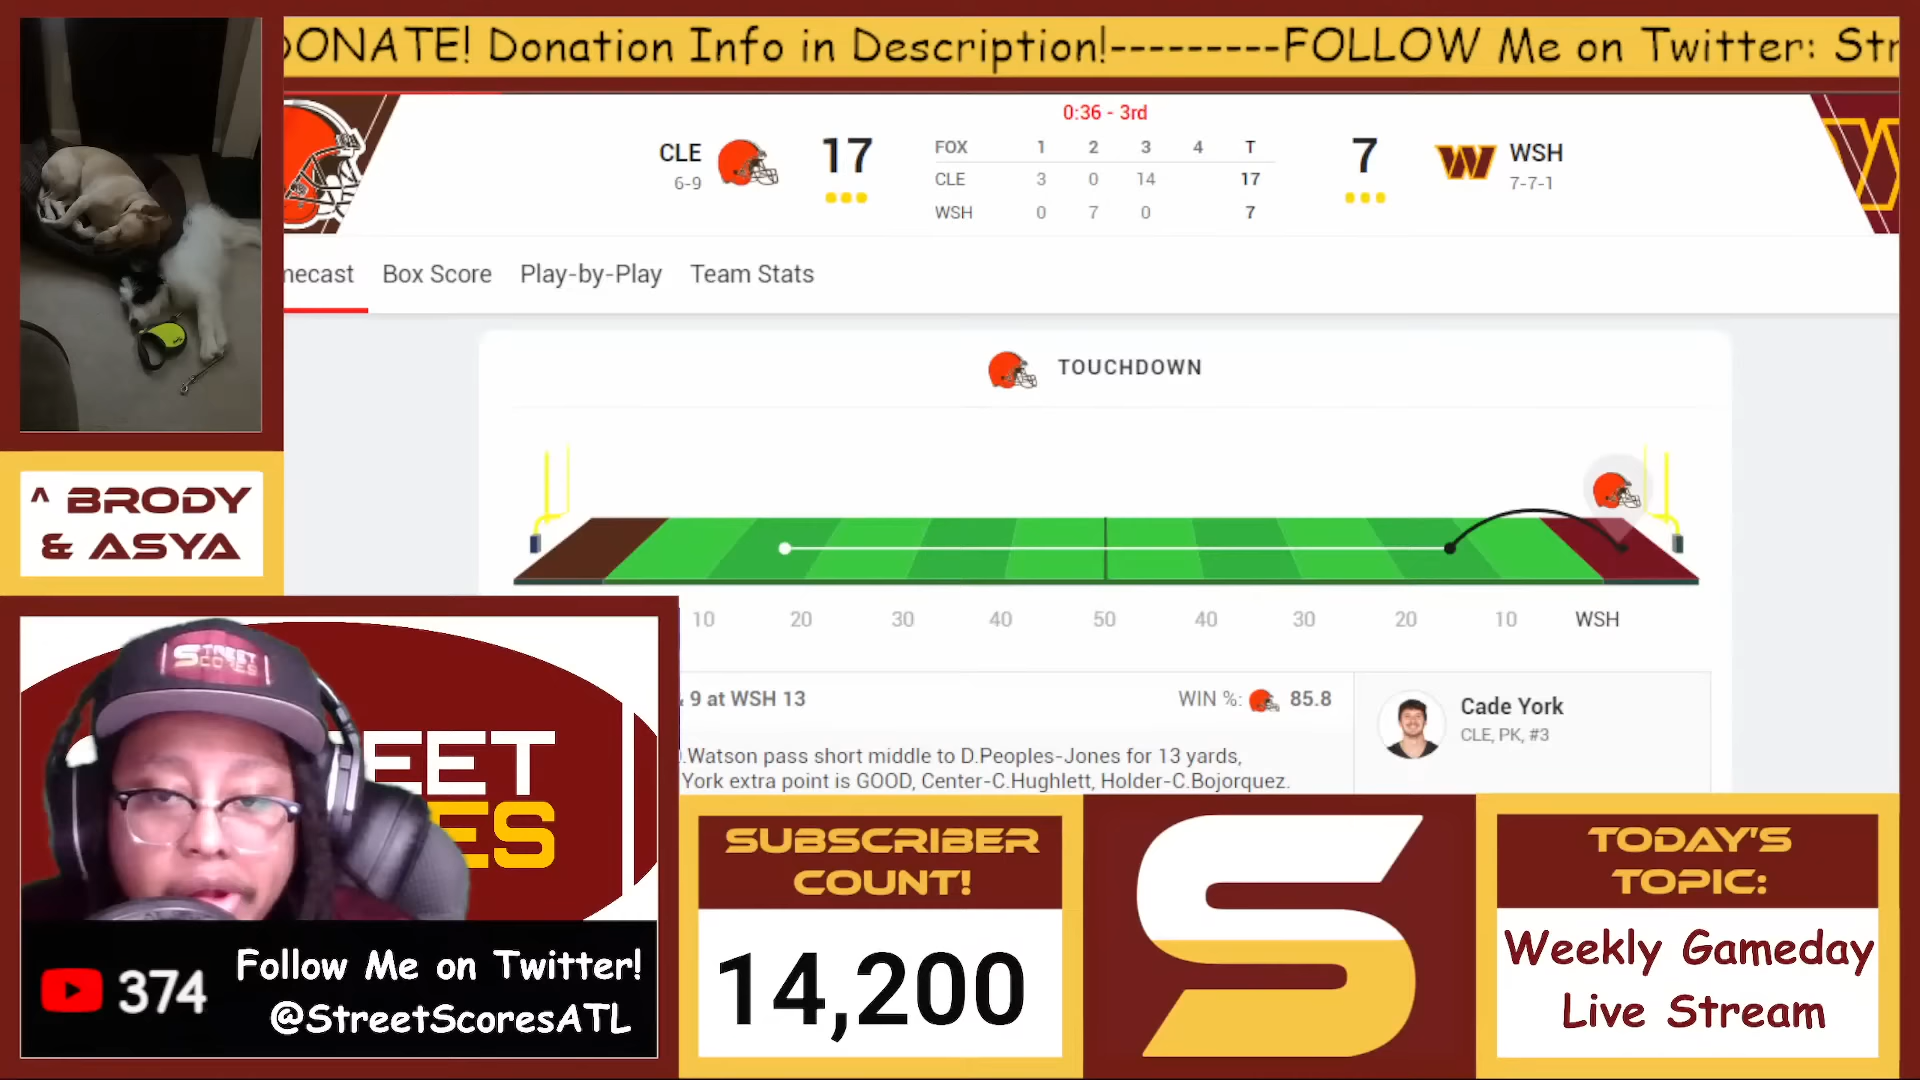 DONATE! Donation Info in Description!---------FOLLOW Me on Twitter: Str
0:36 - 3rd
CLE
6-9
17
FOX 1 2 3 4 T
CLE 3 0 14 17
WSH 0 7 0 7
7
WSH
7-7-1
necast Box Score Play-by-Play Team Stats
TOUCHDOWN
10 20 30 40 50 40 30 20 10 WSH
^ BRODY
& ASYA
& 9 at WSH 13
WIN %: 85.8
.Watson pass short middle to D.Peoples-Jones for 13 yards,
York extra point is GOOD, Center-C.Hughlett, Holder-C.Bojorquez.
Cade York
CLE, PK, #3
STREET
SCORES
EET
ES
374
Follow Me on Twitter!
@StreetScoresATL
SUBSCRIBER
COUNT!
14,200
S
TODAY'S
TOPIC:
Weekly Gameday
Live Stream